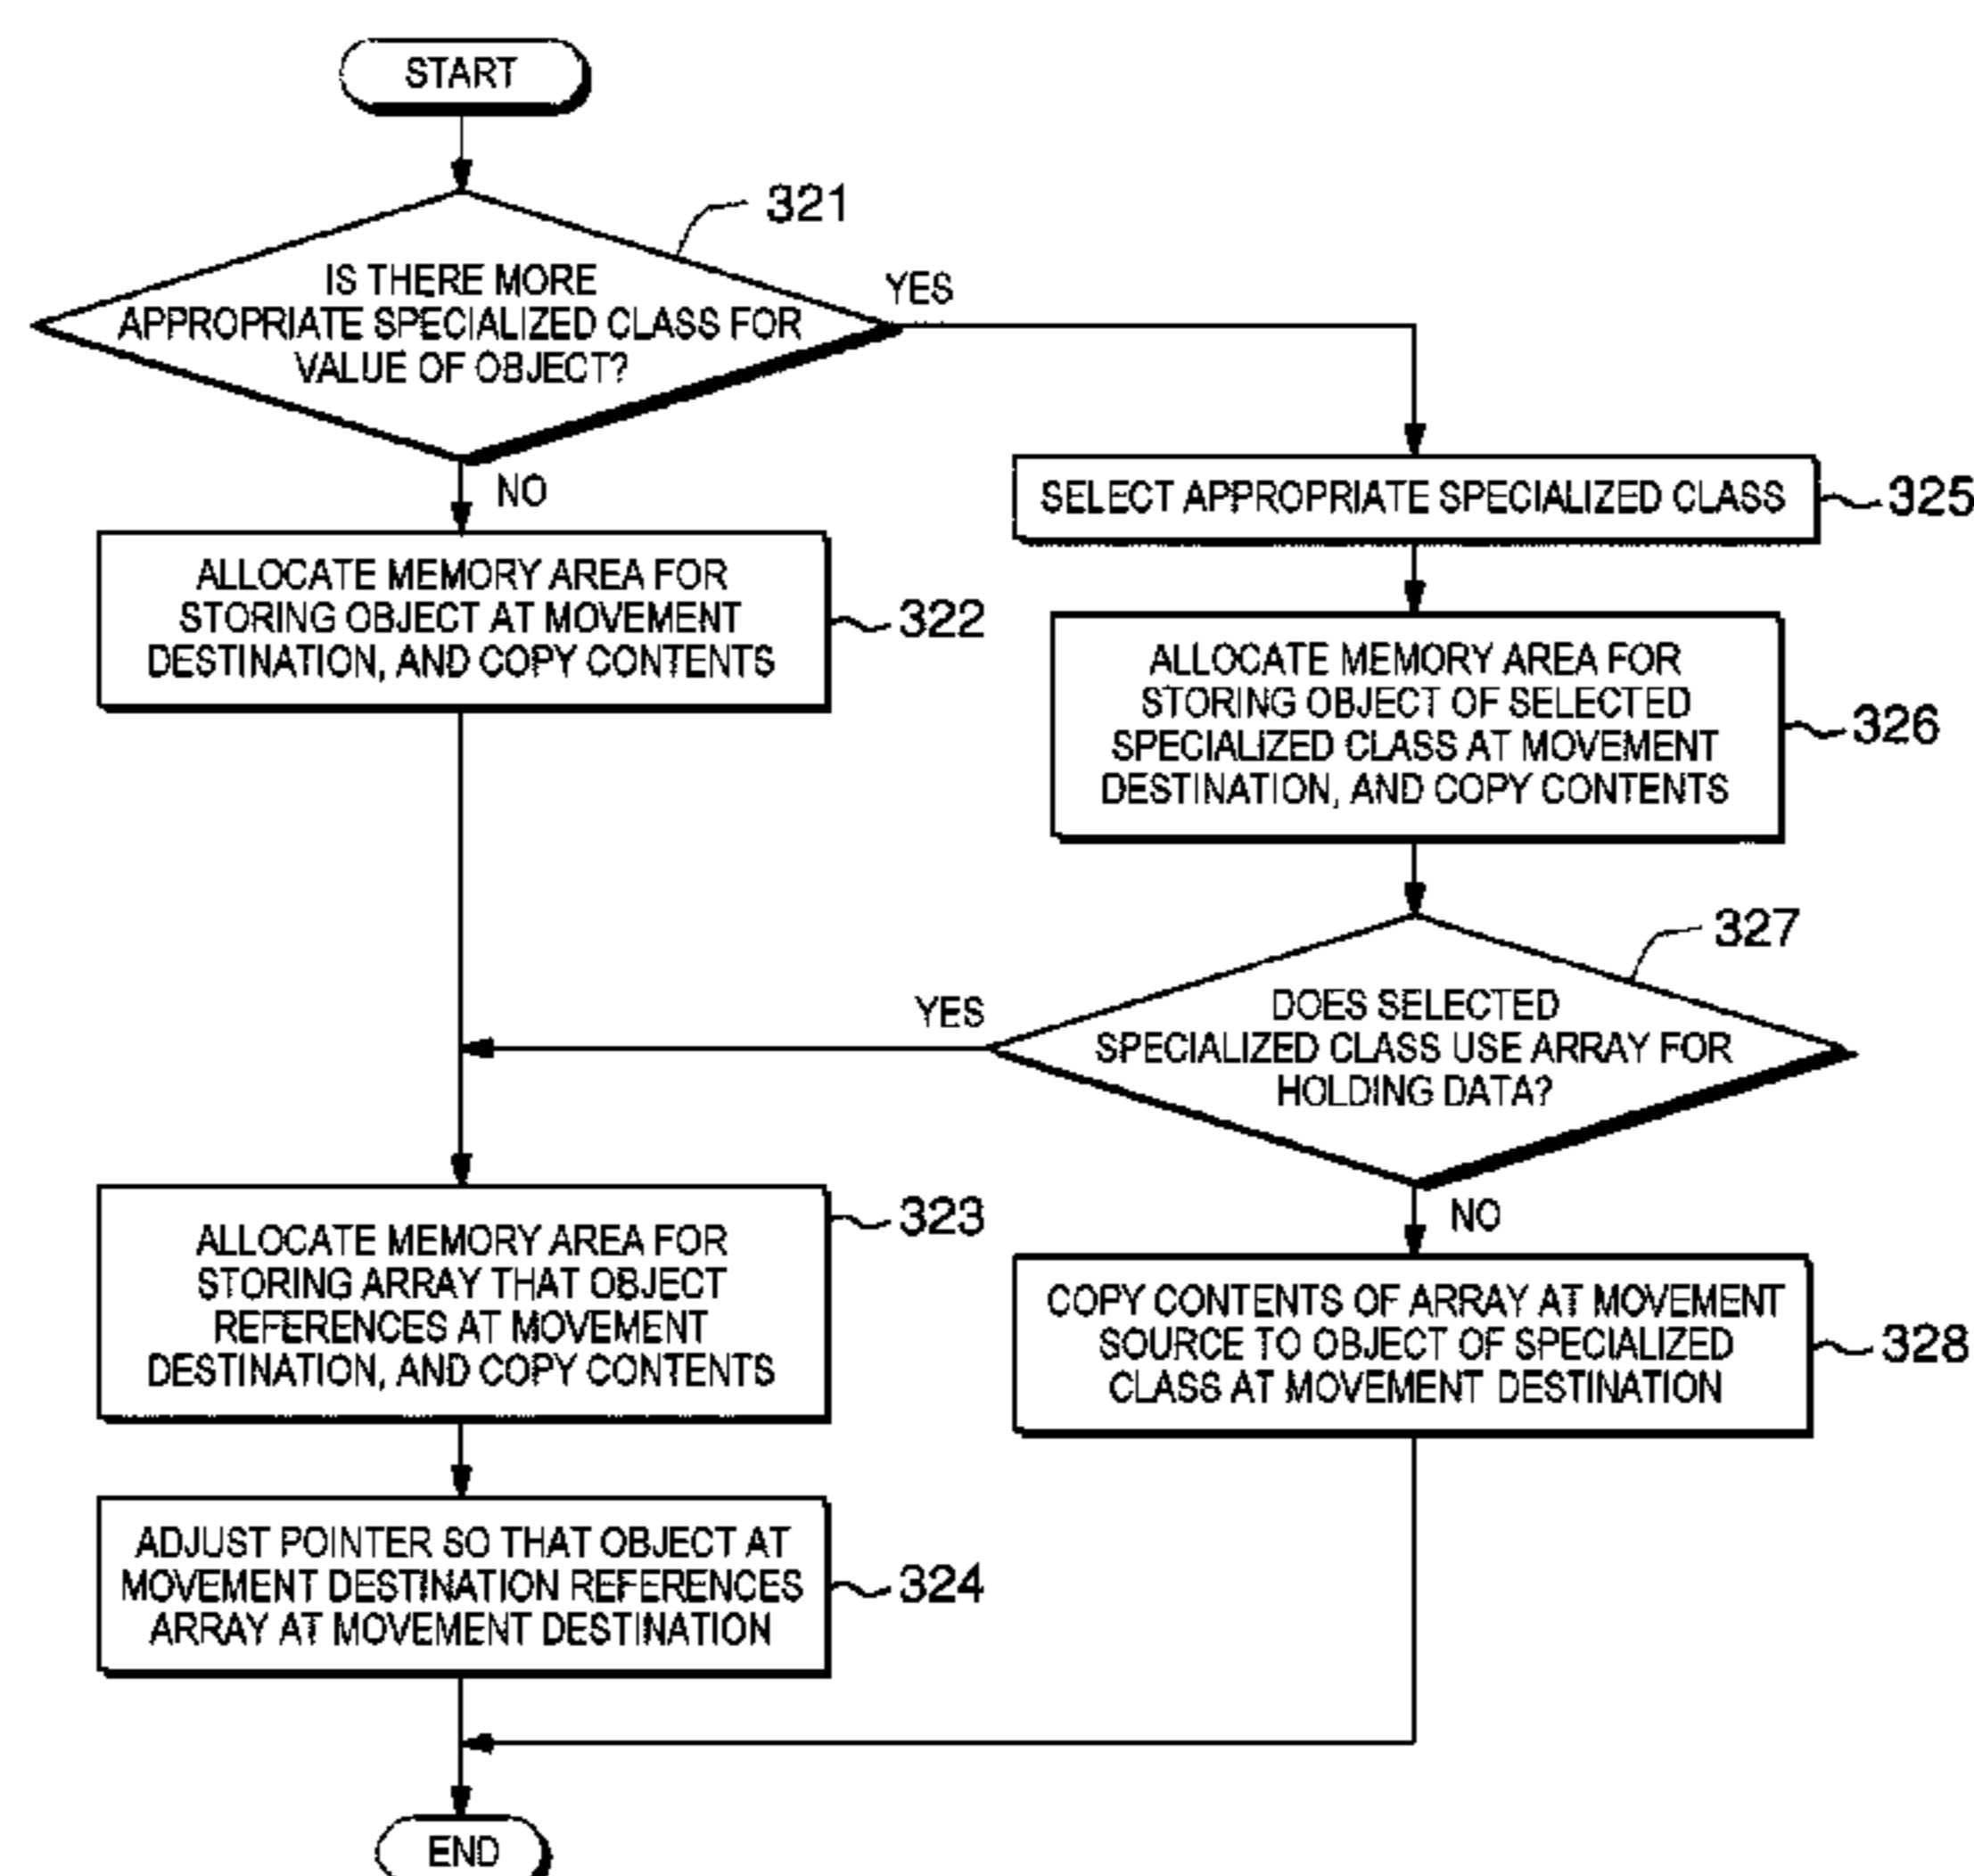 START
321
IS THERE MORE
APPROPRIATE SPECIALIZED CLASS FOR
VALUE OF OBJECT?
YES
NO
ALLOCATE MEMORY AREA FOR
STORING OBJECT AT MOVEMENT
DESTINATION, AND COPY CONTENTS
322
SELECT APPROPRIATE SPECIALIZED CLASS
325
ALLOCATE MEMORY AREA FOR
STORING OBJECT OF SELECTED
SPECIALIZED CLASS AT MOVEMENT
DESTINATION, AND COPY CONTENTS
326
327
DOES SELECTED
SPECIALIZED CLASS USE ARRAY FOR
HOLDING DATA?
YES
NO
ALLOCATE MEMORY AREA FOR
STORING ARRAY THAT OBJECT
REFERENCES AT MOVEMENT
DESTINATION, AND COPY CONTENTS
323
COPY CONTENTS OF ARRAY AT MOVEMENT
SOURCE TO OBJECT OF SPECIALIZED
CLASS AT MOVEMENT DESTINATION
328
ADJUST POINTER SO THAT OBJECT AT
MOVEMENT DESTINATION REFERENCES
ARRAY AT MOVEMENT DESTINATION
324
END